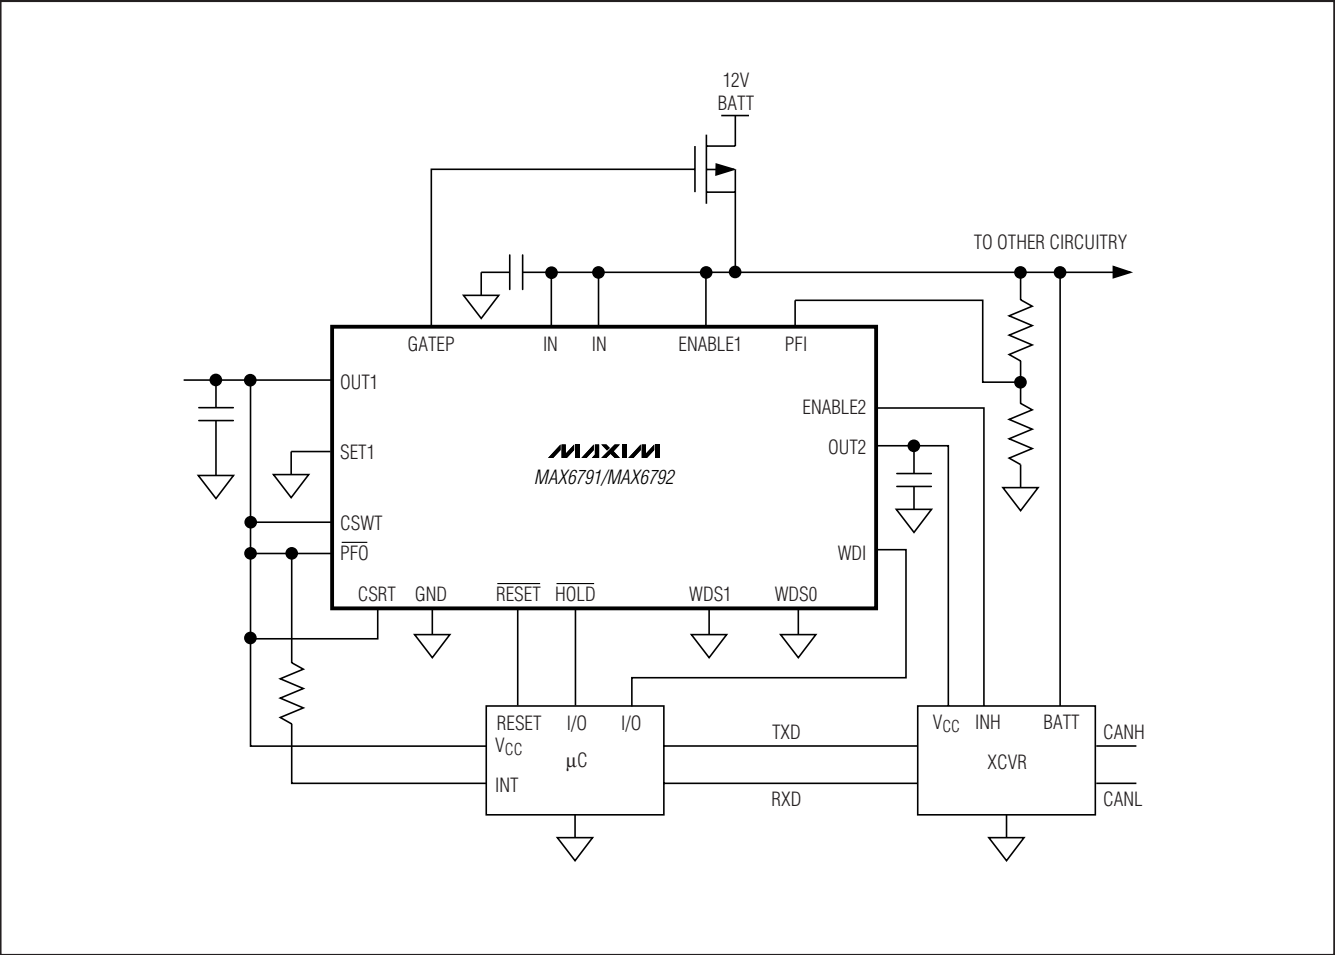 12V
BATT
TO OTHER CIRCUITRY
GATEP
IN
IN
ENABLE1
PFI
OUT1
ENABLE2
OUT2
SET1
MAXIM
MAX6791/MAX6792
CSWT
PFO
WDI
CSRT
GND
RESET
HOLD
WDS1
WDS0
RESET
I/O
I/O
VCC
μC
INT
TXD
RXD
VCC
INH
BATT
XCVR
CANH
CANL